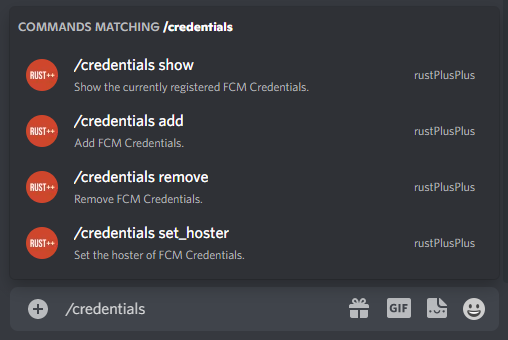 COMMANDS MATCHING /credentials
RUST++ /credentials show rustPlusPlus
Show the currently registered FCM Credentials.
RUST++ /credentials add rustPlusPlus
Add FCM Credentials.
RUST++ /credentials remove rustPlusPlus
Remove FCM Credentials.
RUST++ /credentials set_hoster rustPlusPlus
Set the hoster of FCM Credentials.
/credentials GIF